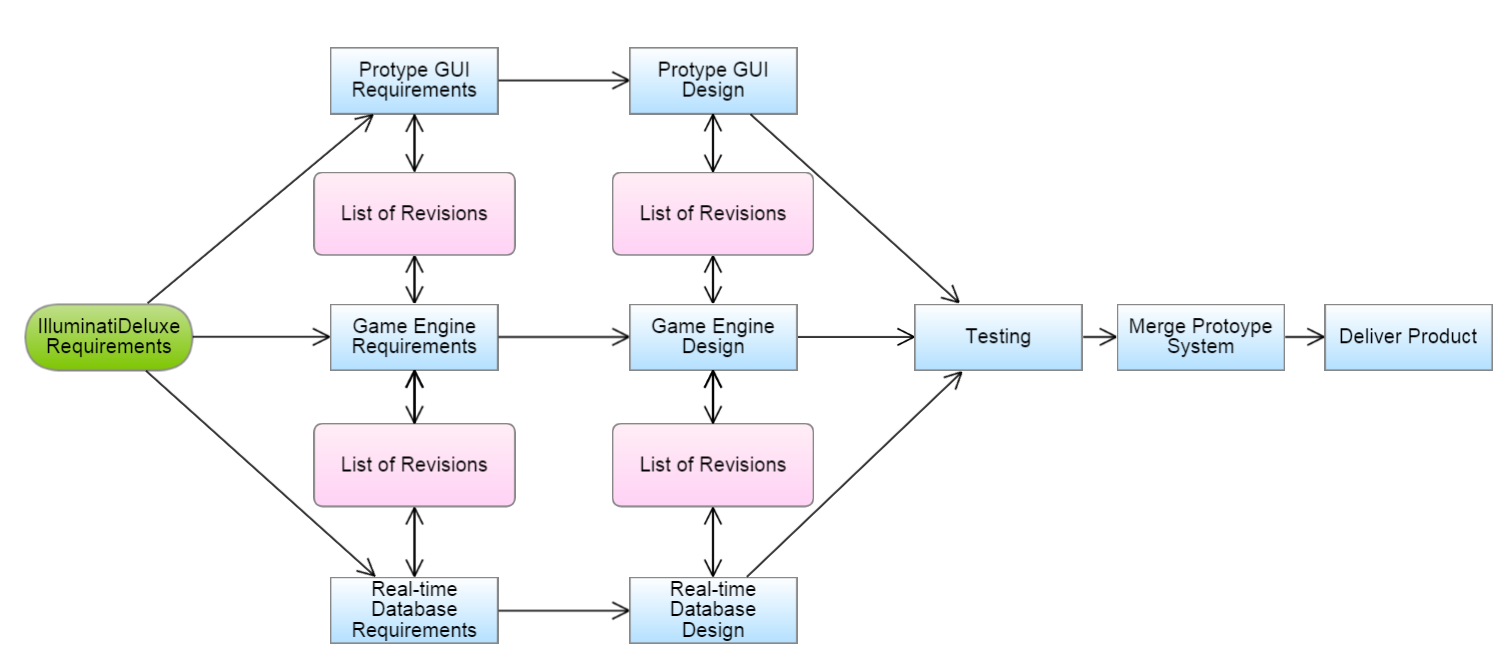 Protype GUI
Requirements
Protype GUI
Design
List of Revisions
List of Revisions
IlluminatiDeluxe
Requirements
Game Engine
Requirements
Game Engine
Design
Testing
Merge Protoype
System
Deliver Product
List of Revisions
List of Revisions
Real-time
Database
Requirements
Real-time
Database
Design